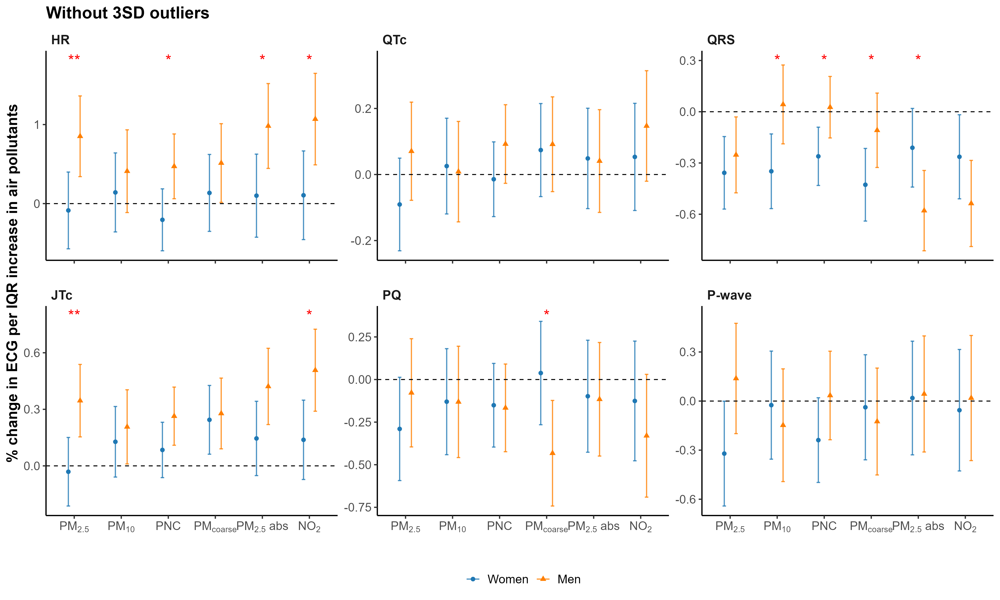 Without 3SD outliers
% change in ECG per IQR increase in air pollutants
HR
** * * *
1
0
QTc
0.2
0.0
-0.2
QRS
* * * *
0.3
0.0
-0.3
-0.6
JTc
** *
0.6
0.3
0.0
PM2.5 PM10 PNC PMcoarse PM2.5 abs NO2
PQ
*
0.25
0.00
-0.25
-0.50
-0.75
PM2.5 PM10 PNC PMcoarse PM2.5 abs NO2
P-wave
0.3
0.0
-0.3
-0.6
PM2.5 PM10 PNC PMcoarse PM2.5 abs NO2
Women Men